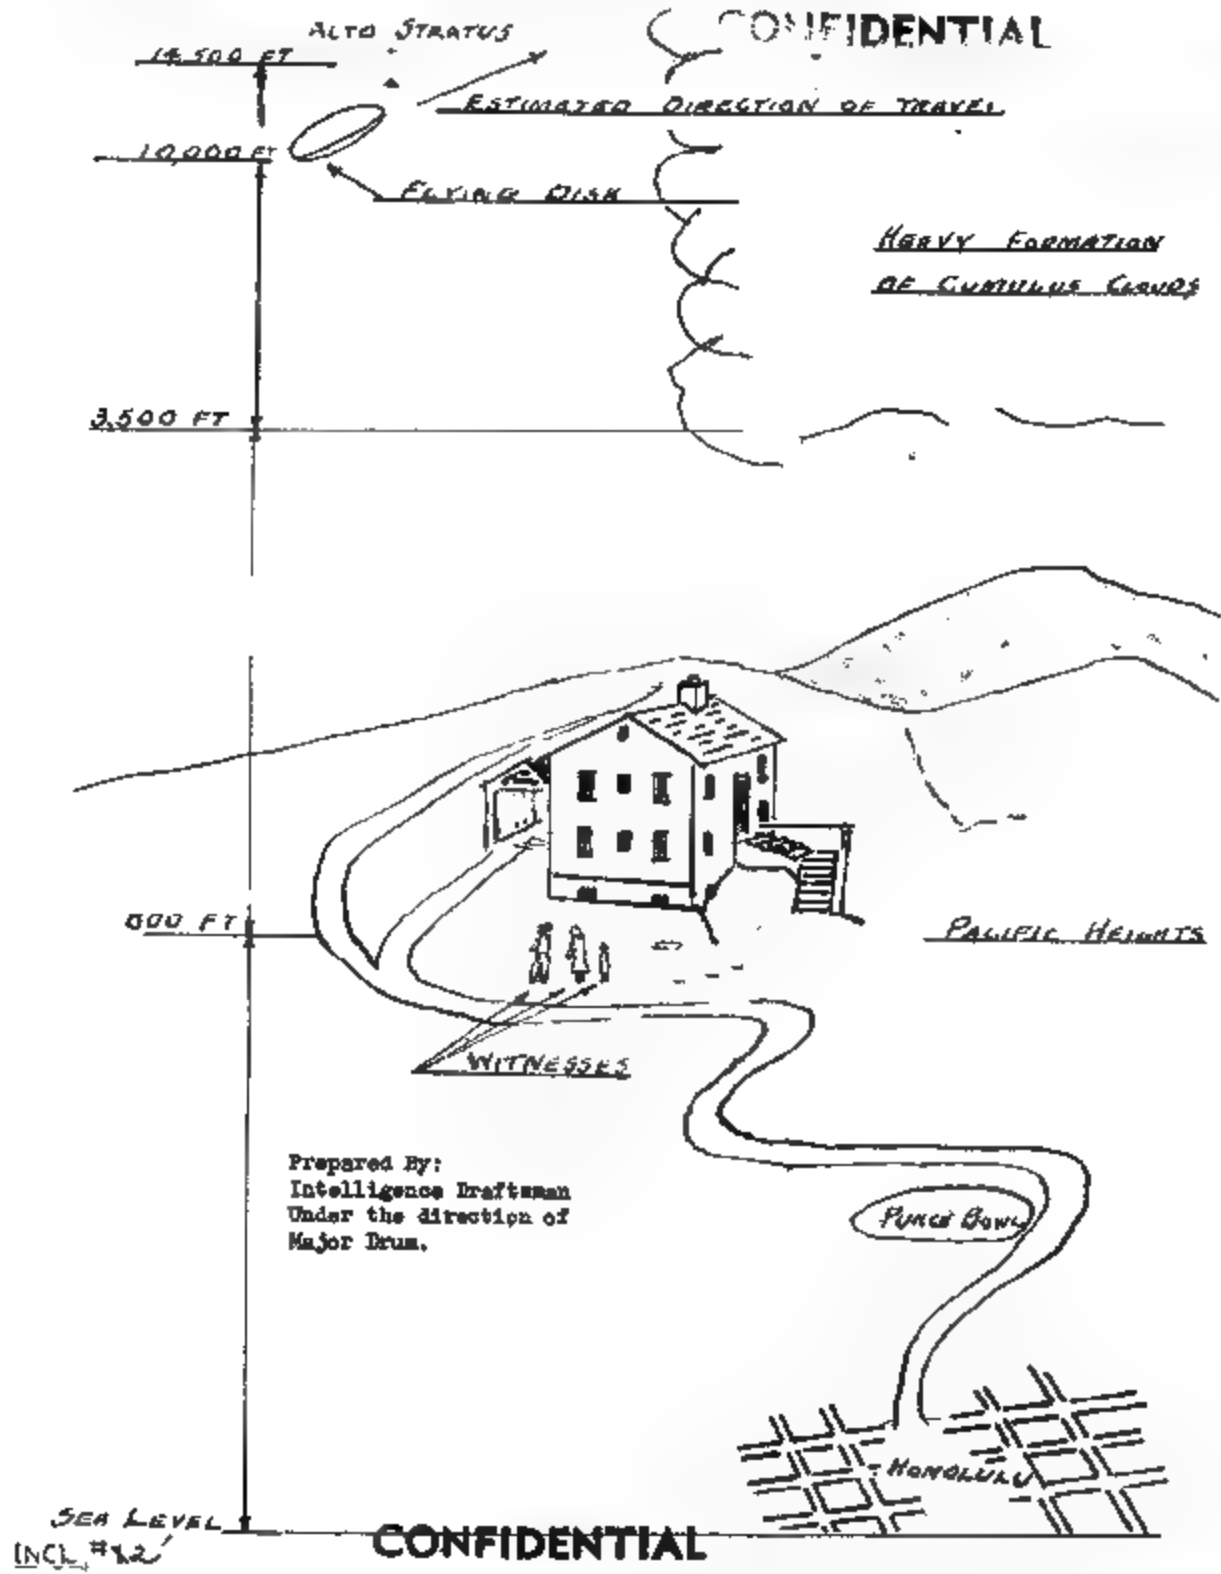 CONFIDENTIAL
ALTO STRATUS
14,500 FT
ESTIMATED DIRECTION OF TRAVEL
10,000 FT
FLYING DISK
HEAVY FORMATION
OF CUMULUS CLOUDS
3,500 FT
800 FT
PACIFIC HEIGHTS
WITNESSES
Prepared By:
Intelligence Draftsman
Under the direction of
Major Drum.
PUNCH BOWL
HONOLULU
SEA LEVEL
CONFIDENTIAL
INCL #